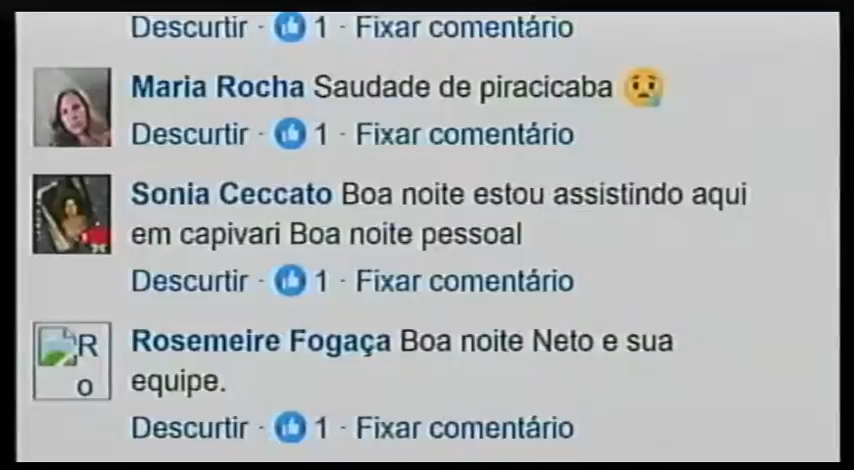 Descurtir · 1 · Fixar comentário
Maria Rocha Saudade de piracicaba 😢
Descurtir · 1 · Fixar comentário
Sonia Ceccato Boa noite estou assistindo aqui
em capivari Boa noite pessoal
Descurtir · 1 · Fixar comentário
Ro
Rosemeire Fogaça Boa noite Neto e sua
equipe.
Descurtir · 1 · Fixar comentário